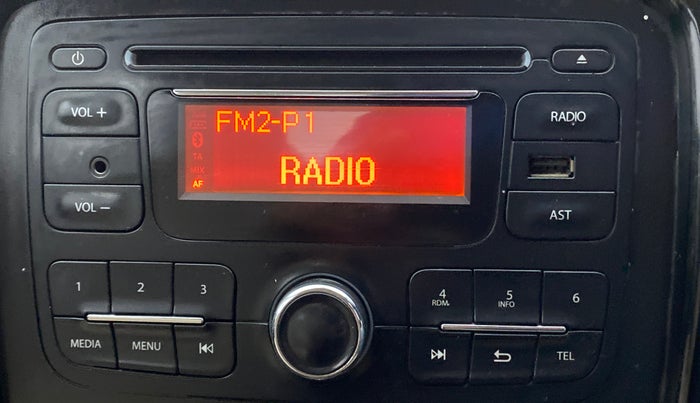 VOL +
RADIO
FM2-P1
TA
MIX
AF
RADIO
VOL −
AST
1
2
3
4
RDM
5
INFO
6
MEDIA
MENU
TEL